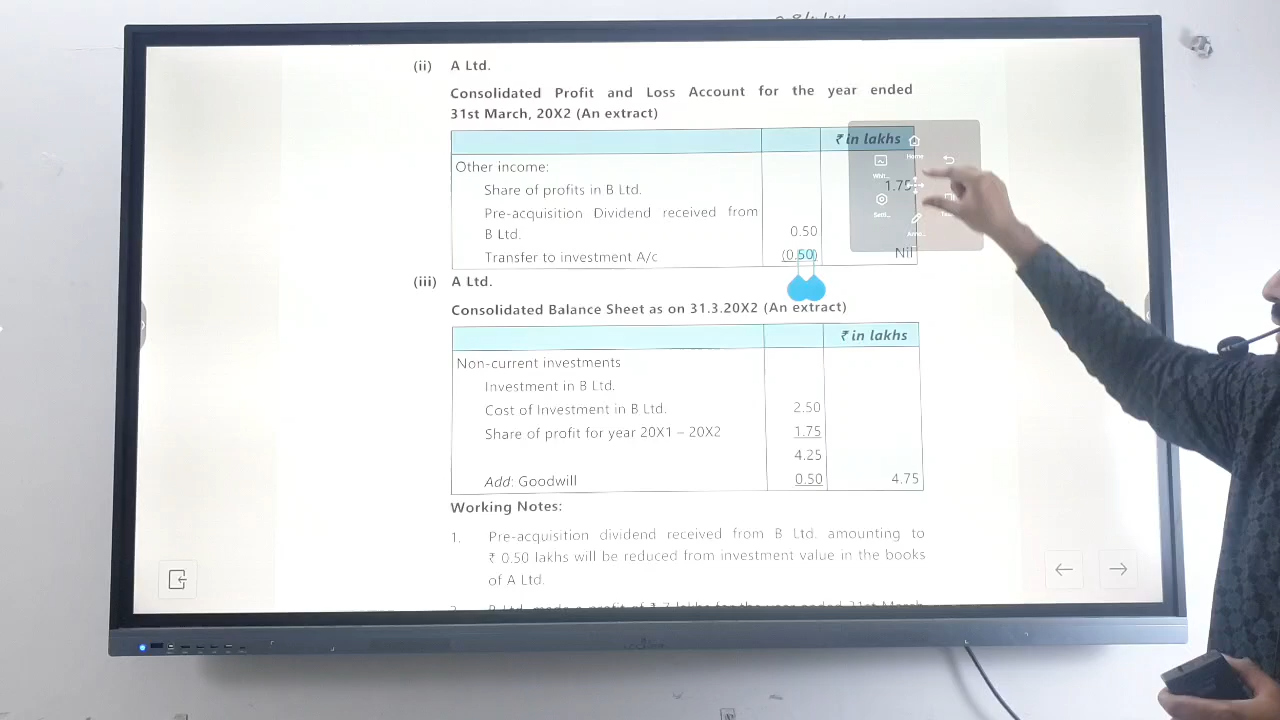 (ii) A Ltd.
Consolidated Profit and Loss Account for the year ended
31st March, 20X2 (An extract)
₹ in lakhs
Other income:
Share of profits in B Ltd. 1.75
Pre-acquisition Dividend received from
B Ltd. 0.50
Transfer to investment A/c (0.50) Nil
Home
Whit...
Setti...
Anno...
(iii) A Ltd.
Consolidated Balance Sheet as on 31.3.20X2 (An extract)
₹ in lakhs
Non-current investments
Investment in B Ltd.
Cost of Investment in B Ltd. 2.50
Share of profit for year 20X1 – 20X2 1.75
4.25
Add: Goodwill 0.50 4.75
Working Notes:
1. Pre-acquisition dividend received from B Ltd. amounting to
₹ 0.50 lakhs will be reduced from investment value in the books
of A Ltd.